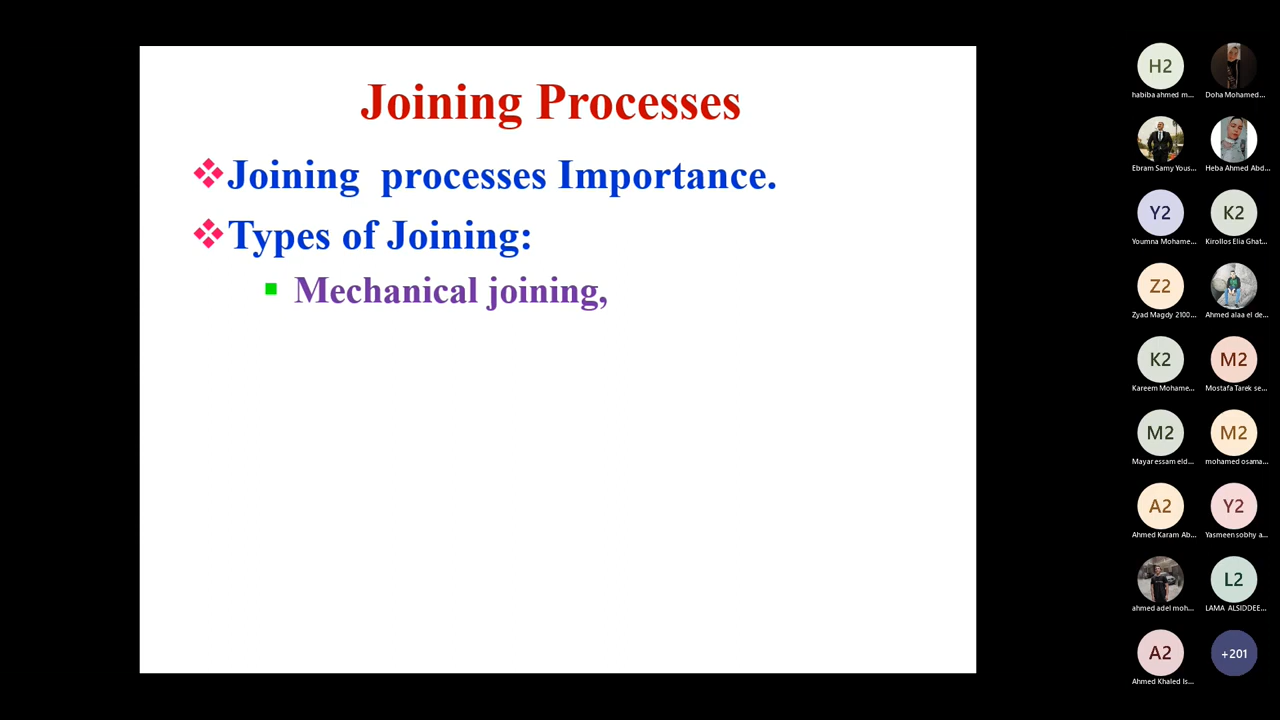 Joining Processes
Joining processes Importance.
Types of Joining:
Mechanical joining,
H2
habiba ahmed m...
Doha Mohamed...
Ebram Samy Yous...
Heba Ahmed Abd...
Y2
K2
Youmna Mohame...
Kirollos Elia Ghat...
Z2
Zyad Magdy 2100...
Ahmed alaa el de...
K2
M2
Kareem Mohame...
Mostafa Tarek se...
M2
M2
Mayar essam eld...
mohamed osama...
A2
Y2
Ahmed Karam Ab...
Yasmeen sobhy a...
L2
ahmed adel moh...
LAMA ALSIDDEE...
A2
+201
Ahmed Khaled Is...